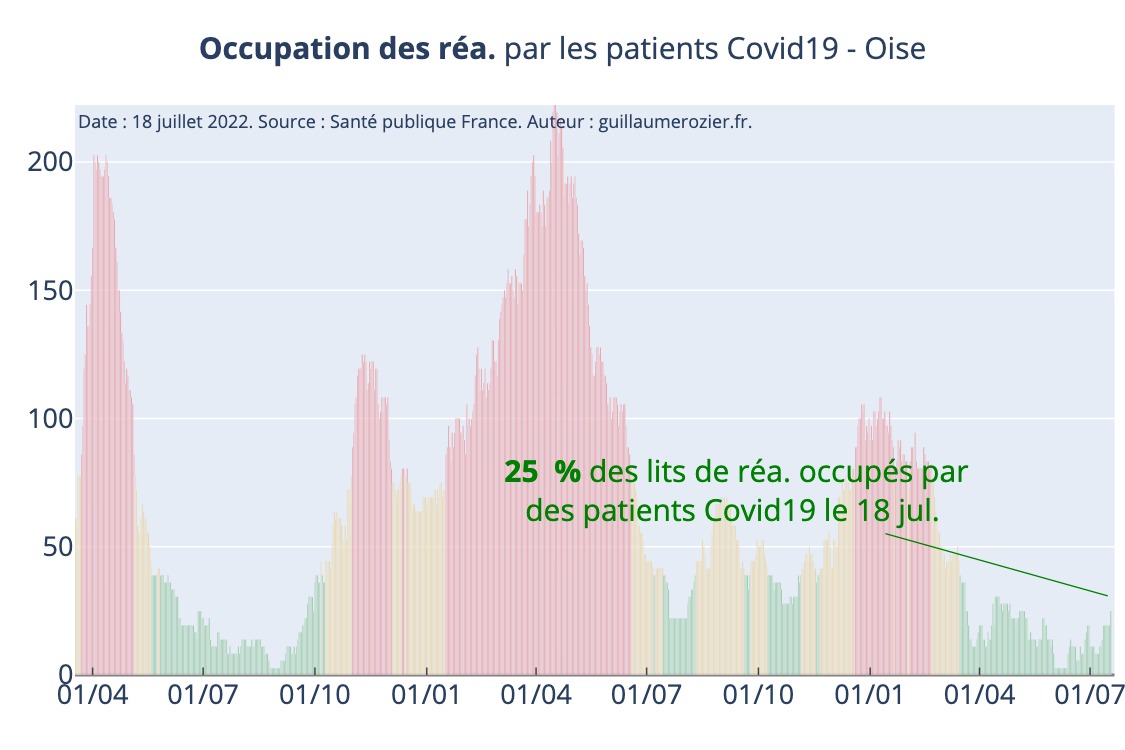 Occupation des réa. par les patients Covid19 - Oise
Date : 18 juillet 2022. Source : Santé publique France. Auteur : guillaumerozier.fr.
200
150
100
50
0
25 % des lits de réa. occupés par
des patients Covid19 le 18 jul.
01/04 01/07 01/10 01/01 01/04 01/07 01/10 01/01 01/04 01/07